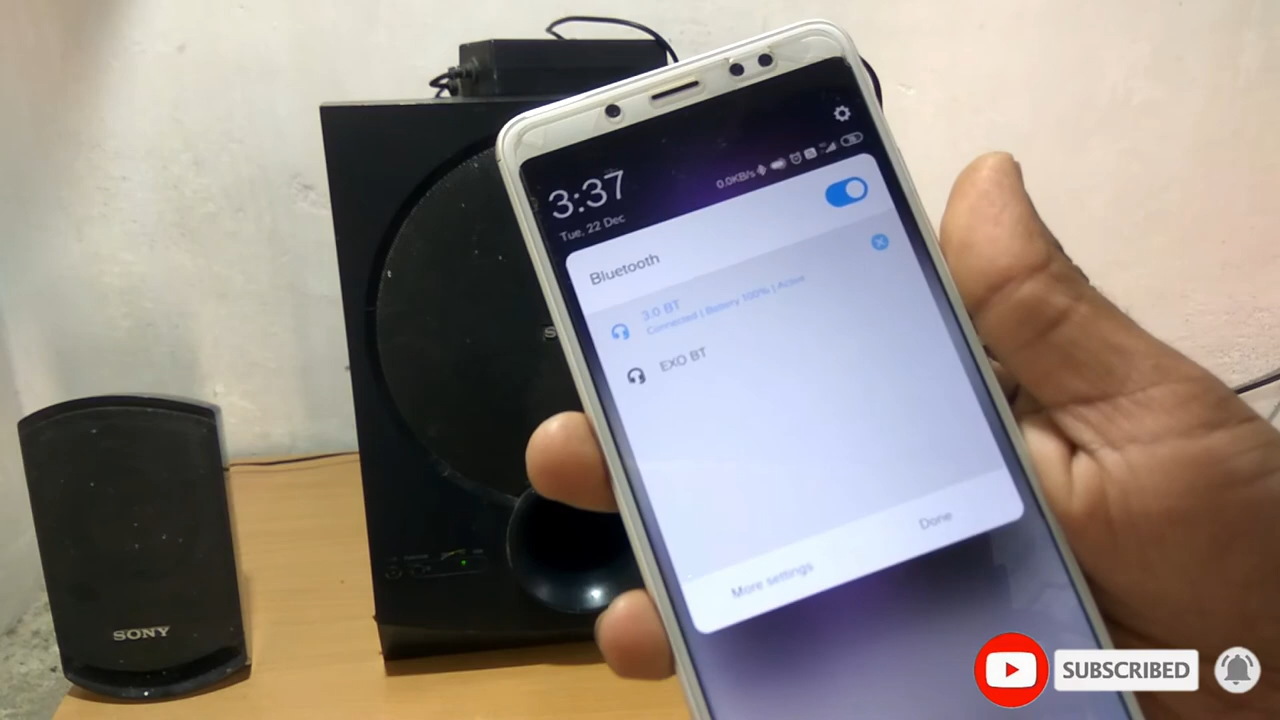 3:37
0.0KB/s
Tue, 22 Dec
Bluetooth
3.0 BT
Connected | Battery 100% | Active
EXO BT
More settings
Done
SONY
SUBSCRIBED